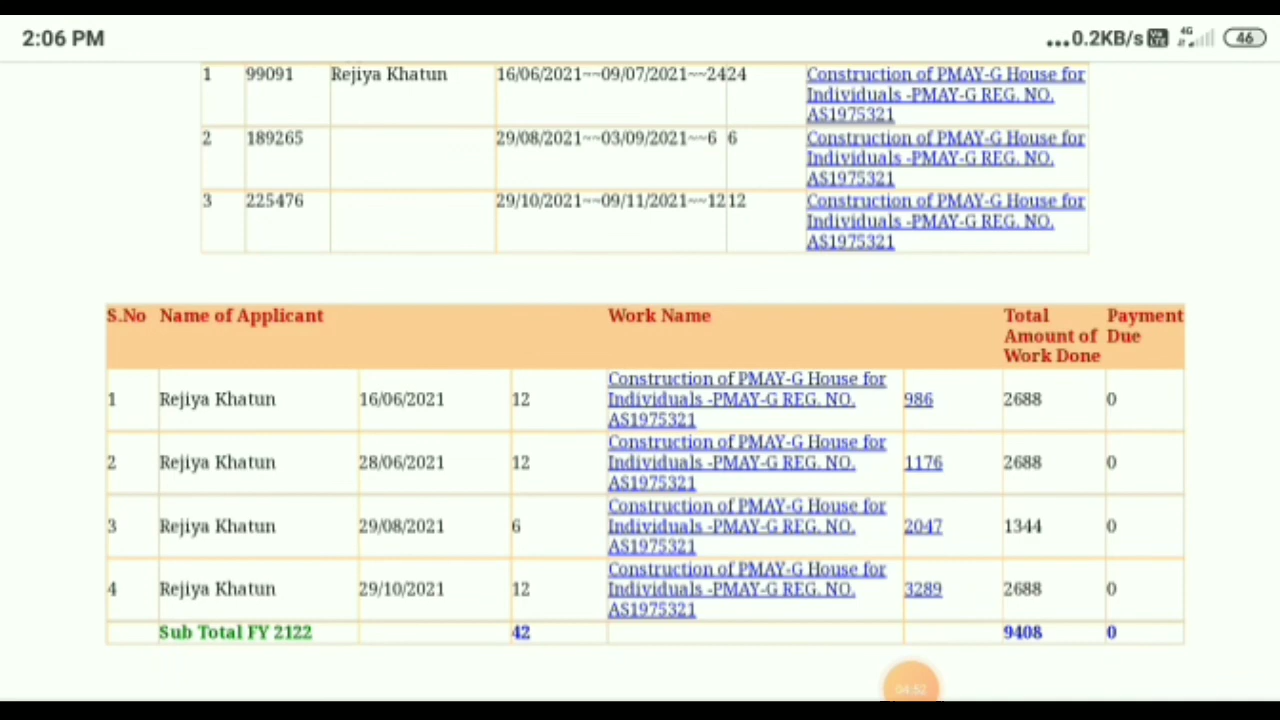 2:06 PM ...0.2KB/s 4G 46
1 99091 Rejiya Khatun 16/06/2021~~09/07/2021~~24 24 Construction of PMAY-G House for
Individuals -PMAY-G REG. NO.
AS1975321
2 189265 29/08/2021~~03/09/2021~~6 6 Construction of PMAY-G House for
Individuals -PMAY-G REG. NO.
AS1975321
3 225476 29/10/2021~~09/11/2021~~12 12 Construction of PMAY-G House for
Individuals -PMAY-G REG. NO.
AS1975321
S.No Name of Applicant Work Name Total Payment
Amount of Due
Work Done
Construction of PMAY-G House for
1 Rejiya Khatun 16/06/2021 12 Individuals -PMAY-G REG. NO. 986 2688 0
AS1975321
Construction of PMAY-G House for
2 Rejiya Khatun 28/06/2021 12 Individuals -PMAY-G REG. NO. 1176 2688 0
AS1975321
Construction of PMAY-G House for
3 Rejiya Khatun 29/08/2021 6 Individuals -PMAY-G REG. NO. 2047 1344 0
AS1975321
Construction of PMAY-G House for
4 Rejiya Khatun 29/10/2021 12 Individuals -PMAY-G REG. NO. 3289 2688 0
AS1975321
Sub Total FY 2122 42 9408 0
04:52